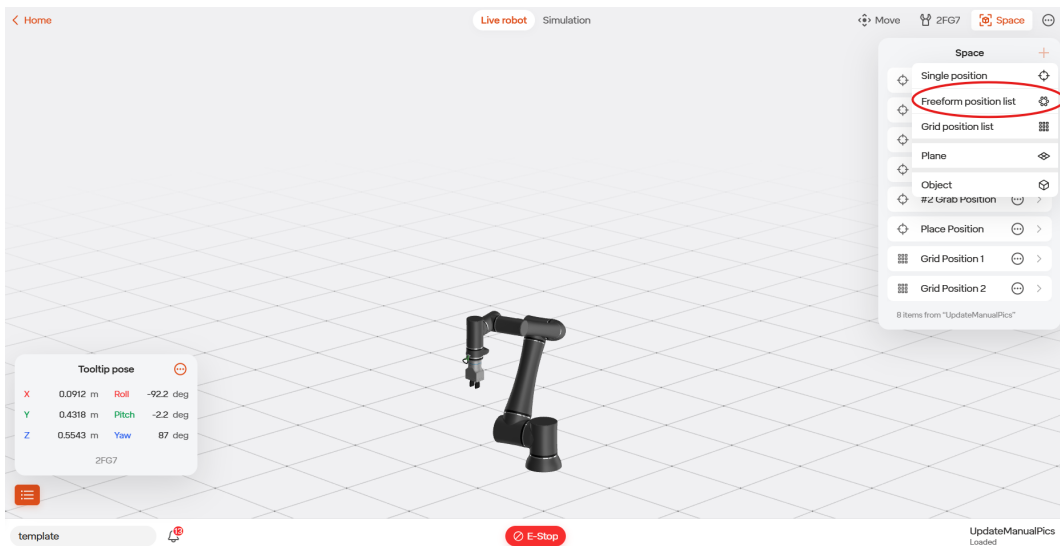 Home
Live robot
Simulation
Move
2FG7
Space
Space
Single position
Freeform position list
Grid position list
Plane
Object
#2 Grab Position
Place Position
Grid Position 1
Grid Position 2
8 items from "UpdateManualPics"
Tooltip pose
X 0.0912 m Roll -92.2 deg
Y 0.4318 m Pitch -2.2 deg
Z 0.5543 m Yaw 87 deg
2FG7
template
13
E-Stop
UpdateManualPics
Loaded